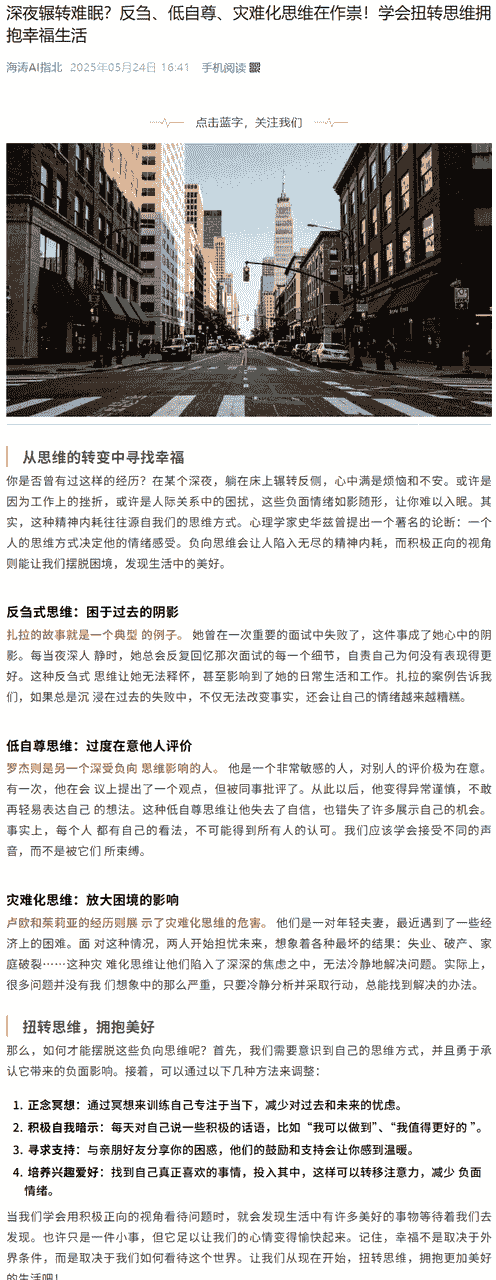 深夜辗转难眠？反刍、低自尊、灾难化思维在作祟！学会扭转思维拥
抱幸福生活
海涛AI指北 2025年05月24日 16:41 手机阅读
点击蓝字，关注我们
从思维的转变中寻找幸福
你是否曾有过这样的经历？在某个深夜，躺在床上辗转反侧，心中满是烦恼和不安。或许是
因为工作上的挫折，或许是人际关系中的困扰，这些负面情绪如影随形，让你难以入眠。其
实，这种精神内耗往往源自我们的思维方式。心理学家史华兹曾提出一个著名的论断：一个
人的思维方式决定他的情绪感受。负向思维会让人陷入无尽的精神内耗，而积极正向的视角
则能让我们摆脱困境，发现生活中的美好。
反刍式思维：困于过去的阴影
扎拉的故事就是一个典型 的例子。 她曾在一次重要的面试中失败了，这件事成了她心中的阴
影。每当夜深人 静时，她总会反复回忆那次面试的每一个细节，自责自己为何没有表现得更
好。这种反刍式 思维让她无法释怀，甚至影响到了她的日常生活和工作。扎拉的案例告诉我
们，如果总是沉 浸在过去的失败中，不仅无法改变事实，还会让自己的情绪越来越糟糕。
低自尊思维：过度在意他人评价
罗杰则是另一个深受负向 思维影响的人。 他是一个非常敏感的人，对别人的评价极为在意。
有一次，他在会 议上提出了一个观点，但被同事批评了。从此以后，他变得异常谨慎，不敢
再轻易表达自己 的想法。这种低自尊思维让他失去了自信，也错失了许多展示自己的机会。
事实上，每个人 都有自己的看法，不可能得到所有人的认可。我们应该学会接受不同的声
音，而不是被它们 所束缚。
灾难化思维：放大困境的影响
卢欧和茱莉亚的经历则展 示了灾难化思维的危害。 他们是一对年轻夫妻，最近遇到了一些经
济上的困难。面 对这种情况，两人开始担忧未来，想象着各种最坏的结果：失业、破产、家
庭破裂……这种灾 难化思维让他们陷入了深深的焦虑之中，无法冷静地解决问题。实际上，
很多问题并没有我 们想象中的那么严重，只要冷静分析并采取行动，总能找到解决的办法。
扭转思维，拥抱美好
那么，如何才能摆脱这些负向思维呢？首先，我们需要意识到自己的思维方式，并且勇于承
认它带来的负面影响。接着，可以通过以下几种方法来调整：
1. 正念冥想：通过冥想来训练自己专注于当下，减少对过去和未来的忧虑。
2. 积极自我暗示：每天对自己说一些积极的话语，比如“我可以做到”、“我值得更好的 ”。
3. 寻求支持：与亲朋好友分享你的困惑，他们的鼓励和支持会让你感到温暖。
4. 培养兴趣爱好：找到自己真正喜欢的事情，投入其中，这样可以转移注意力，减少 负面
情绪。
当我们学会用积极正向的视角看待问题时，就会发现生活中有许多美好的事物等待着我们去
发现。也许只是一件小事，但它足以让我们的心情变得愉快起来。记住，幸福不是取决于外
界条件，而是取决于我们如何看待这个世界。让我们从现在开始，扭转思维，拥抱更加美好
的生活吧！